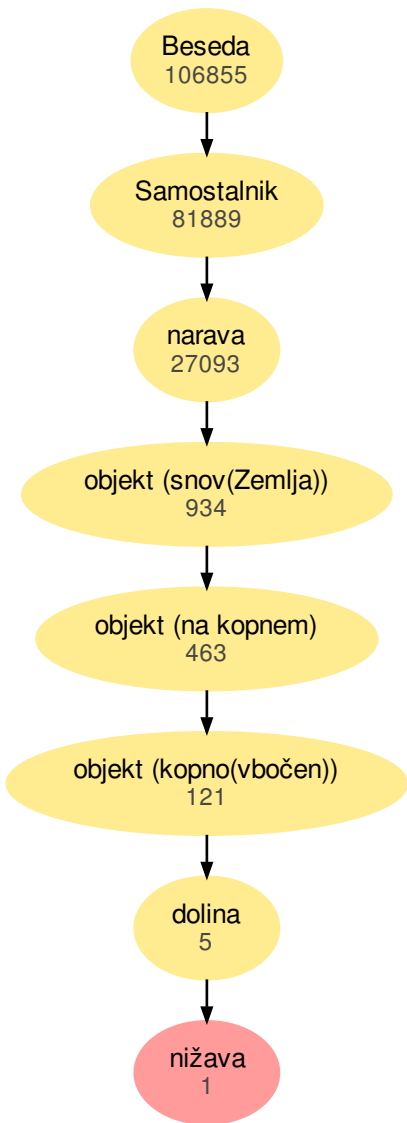 Beseda
106855
Samostalnik
81889
narava
27093
objekt (snov(Zemlja))
934
objekt (na kopnem)
463
objekt (kopno(vbočen))
121
dolina
5
nižava
1